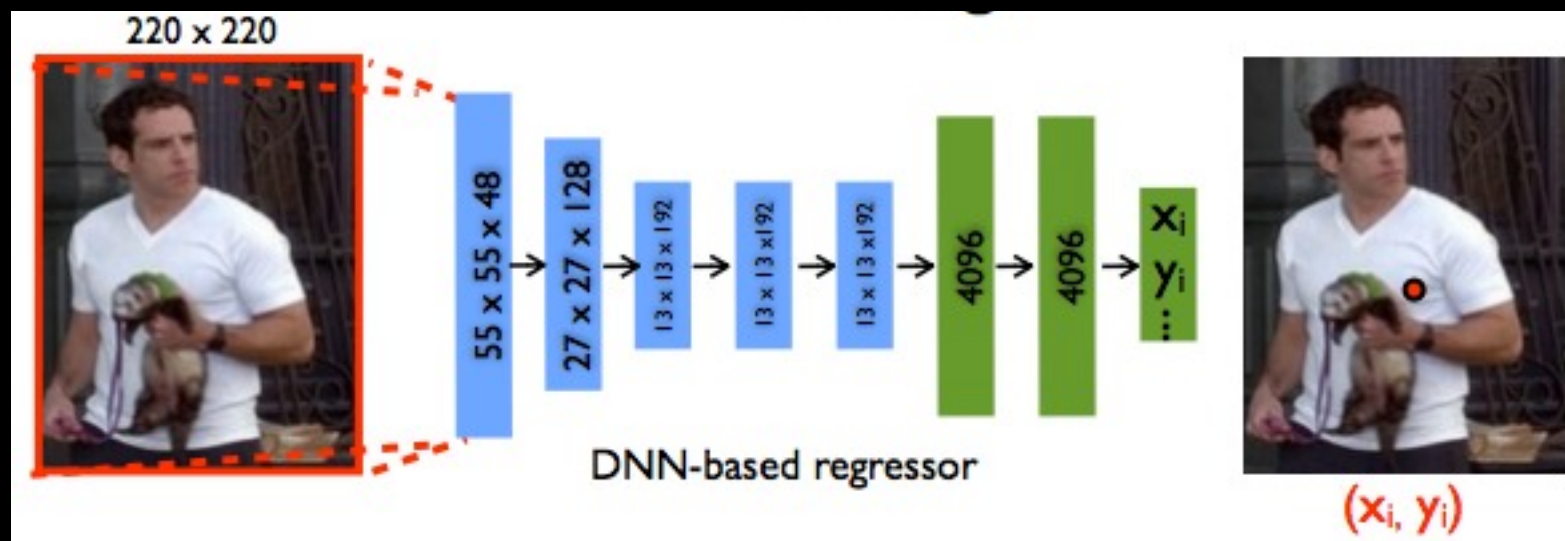 220 x 220
55 x 55 x 48
27 x 27 x 128
13 x 13 x 192
13 x 13 x 192
13 x 13 x192
4096
4096
xi
yi
...
DNN-based regressor
(xi, yi)